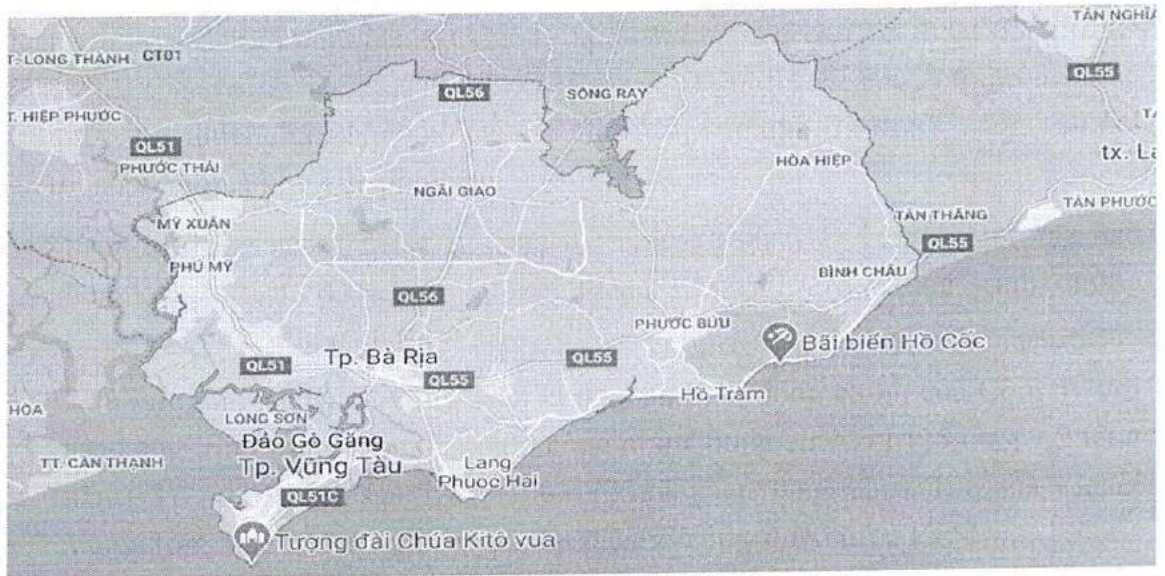 TÂN NGHĨA
T. LONG THÀNH CT01
QL55
QL56
SÔNG RAY
T. HIỆP PHƯỚC
QL51
PHƯỚC THÁI
HÒA HIỆP
tx. La
NGÃI GIAO
TÂN PHƯỚC
MỸ XUÂN
TÂN THẮNG
QL55
PHÚ MỸ
BÌNH CHÂU
QL56
PHƯỚC BỬU
Bãi biển Hồ Cốc
Tp. Bà Rịa
QL51
QL55
QL55
Hồ Tràm
HÒA
LONG SƠN
Đảo Gò Găng
TT. CẦN THẠNH
Tp. Vũng Tàu
Lang
Phuoc Hai
QL51C
Tượng đài Chúa Kitô vua